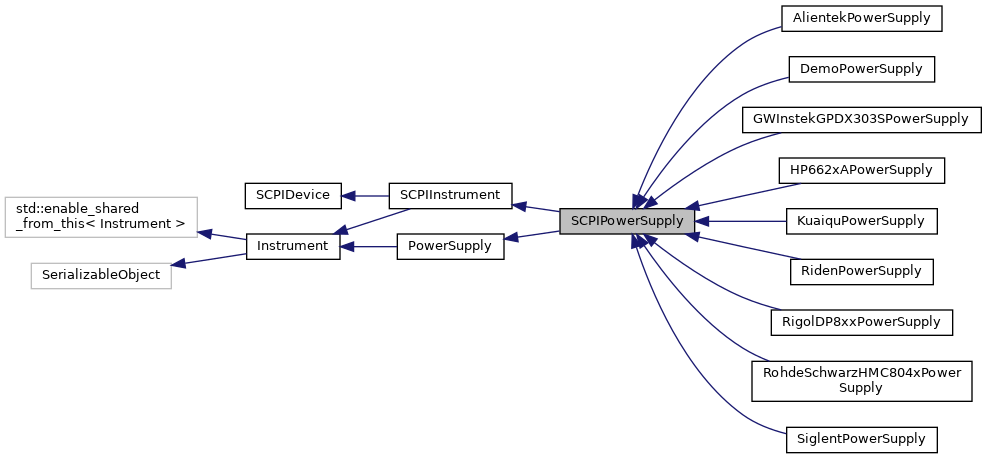 AlientekPowerSupply
DemoPowerSupply
GWInstekGPDX303SPowerSupply
HP662xAPowerSupply
SCPIDevice
SCPIInstrument
std::enable_shared
_from_this< Instrument >
SCPIPowerSupply
KuaiquPowerSupply
Instrument
PowerSupply
SerializableObject
RidenPowerSupply
RigolDP8xxPowerSupply
RohdeSchwarzHMC804xPower
Supply
SiglentPowerSupply